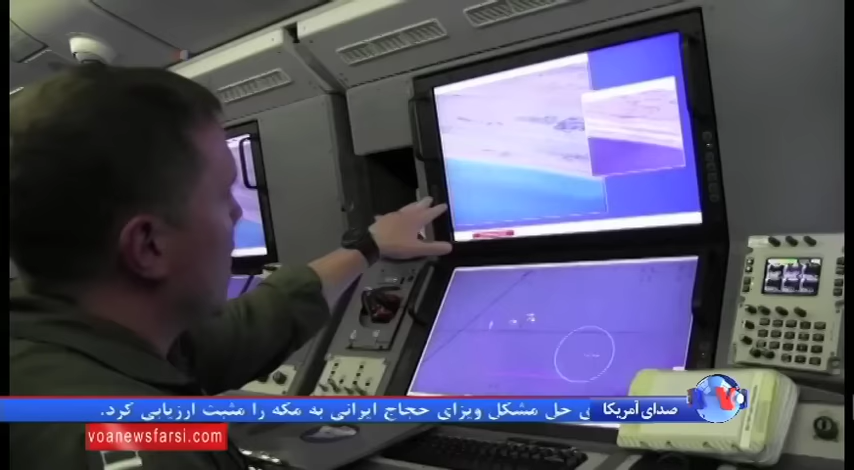 صدای آمریکا
ی حل مشکل ویزای حجاج ایرانی به مکه را مثبت ارزیابی کرد.
voanewsfarsi.com